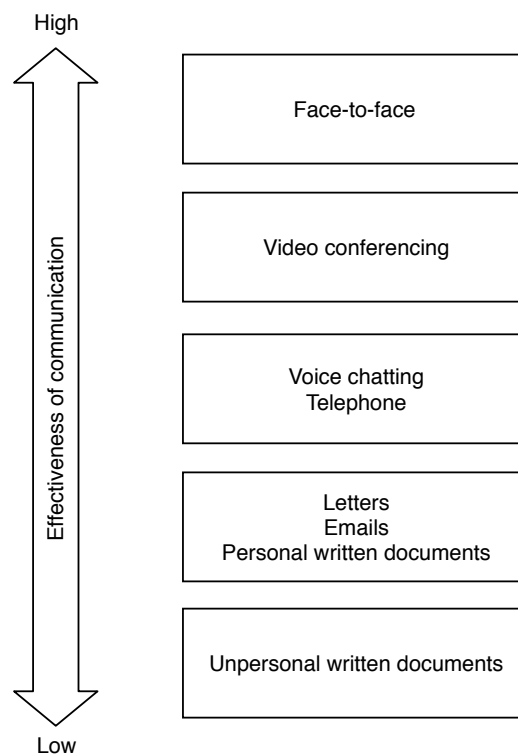 High
Effectiveness of communication
Face-to-face
Video conferencing
Voice chatting
Telephone
Letters
Emails
Personal written documents
Unpersonal written documents
Low